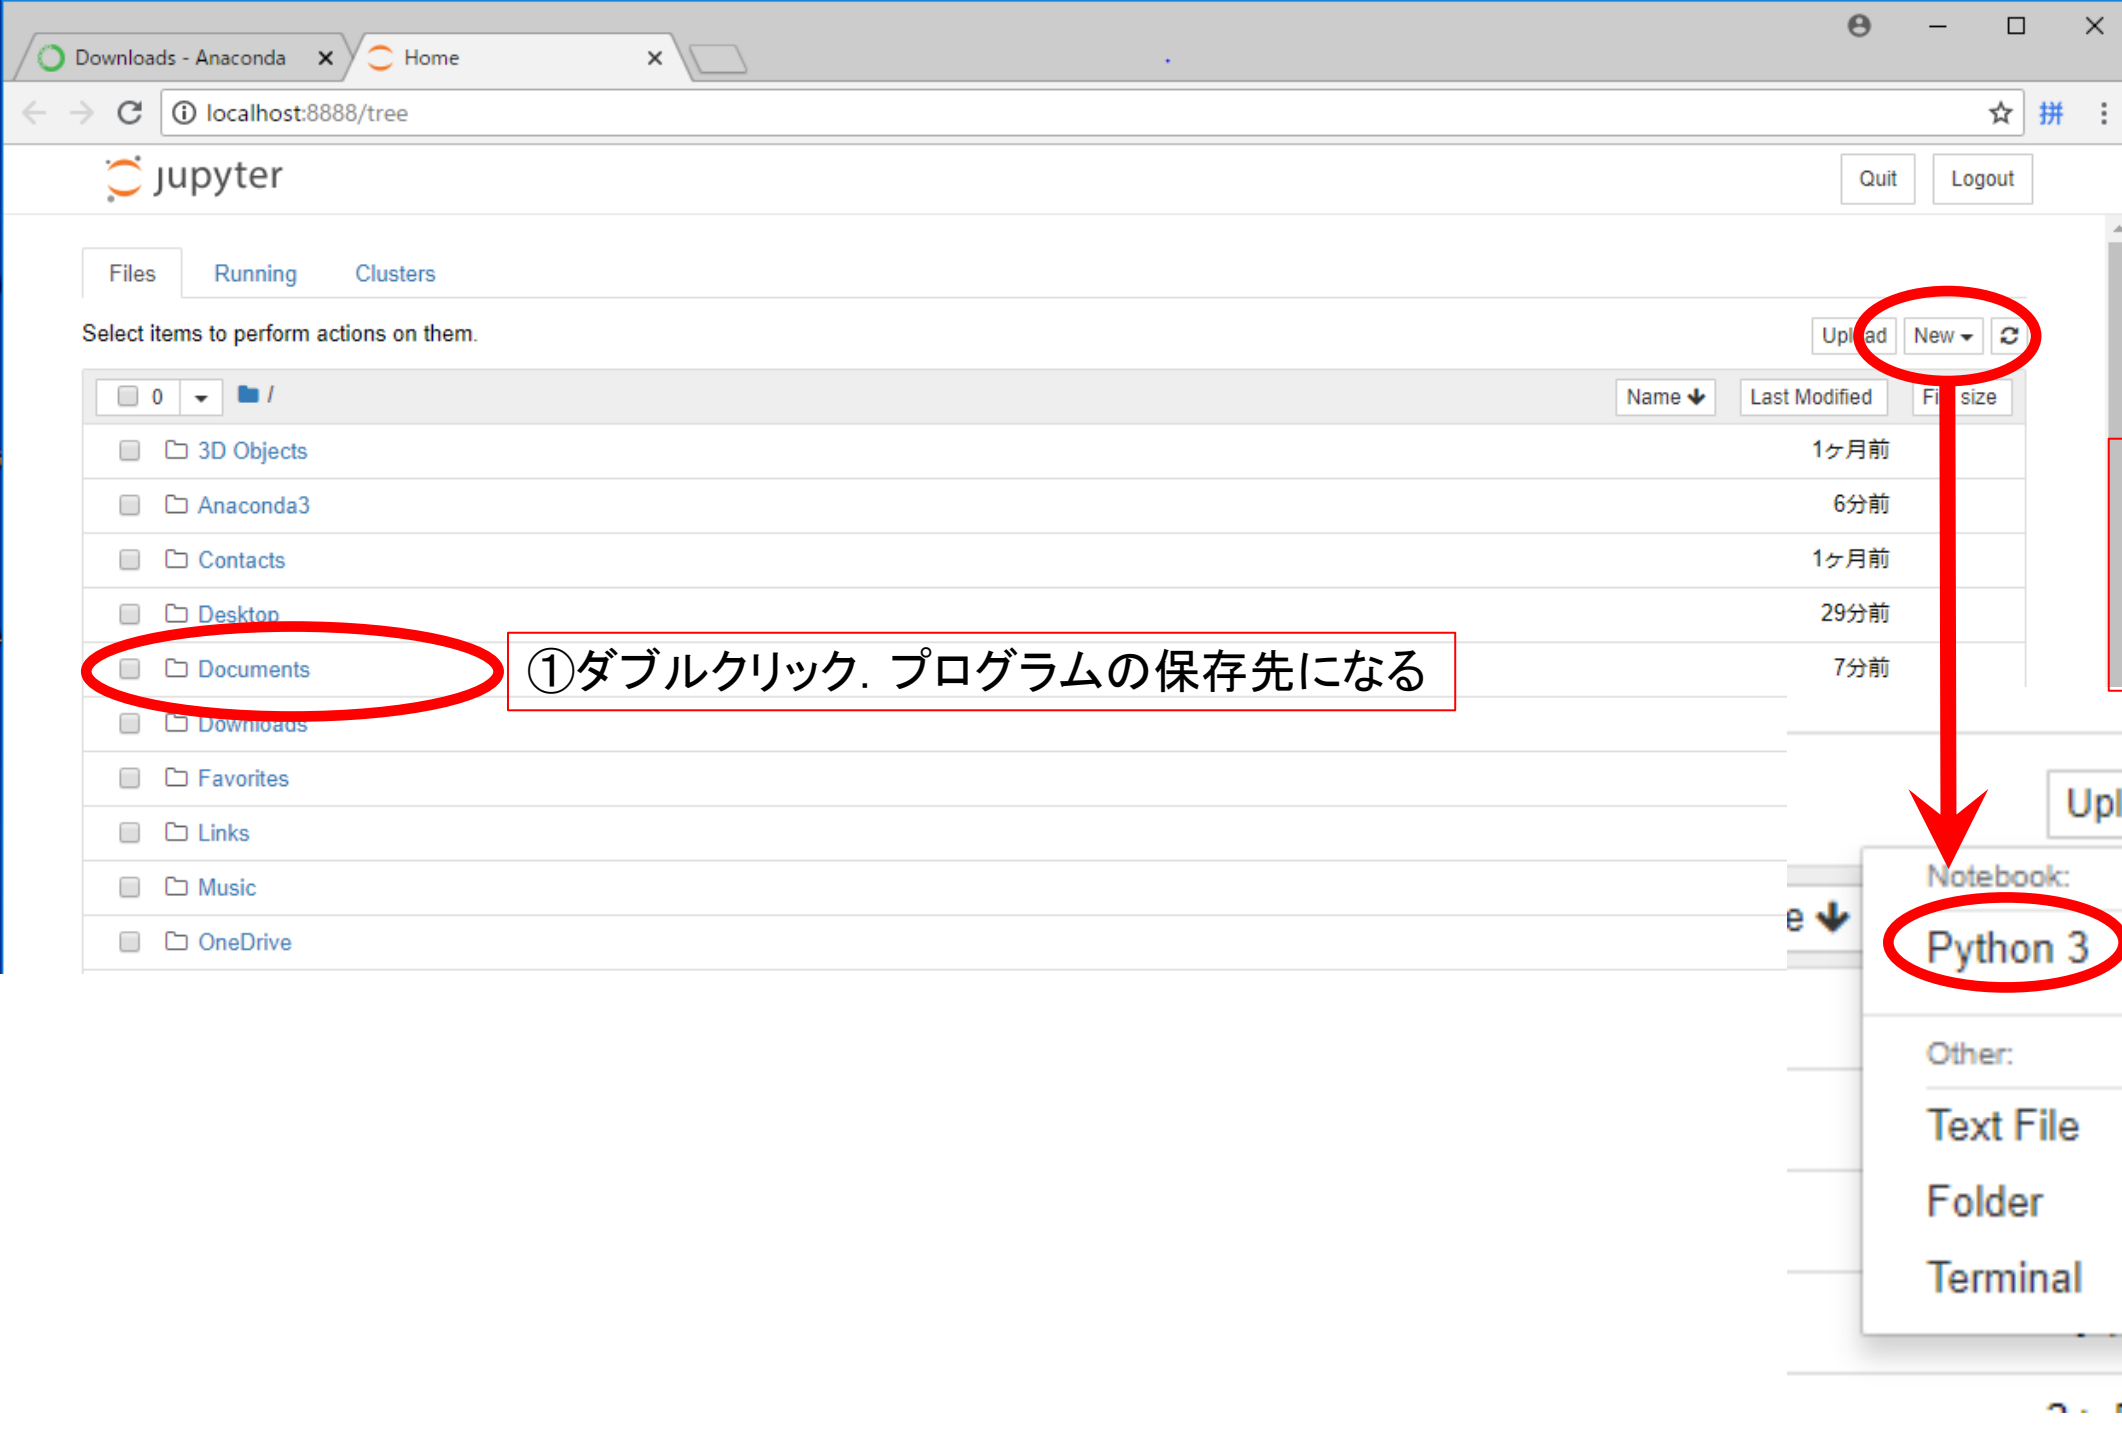 Downloads - Anaconda
Home
localhost:8888/tree
拼
jupyter
Quit
Logout
Files
Running
Clusters
Select items to perform actions on them.
Upload
New
0
/
Name
Last Modified
File size
3D Objects
1ヶ月前
Anaconda3
6分前
Contacts
1ヶ月前
Desktop
29分前
Documents
①ダブルクリック．プログラムの保存先になる
7分前
Downloads
Favorites
Links
Music
OneDrive
Upl
Notebook:
e
Python 3
Other:
Text File
Folder
Terminal